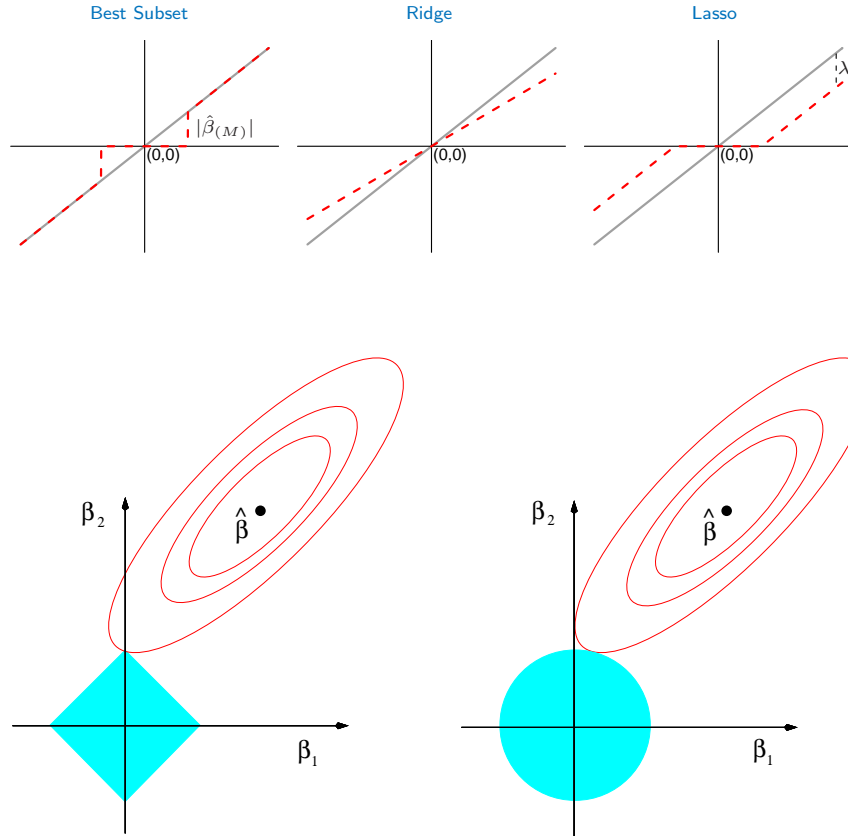 Best Subset Ridge Lasso
λ
|β̂(M)|
(0,0) (0,0) (0,0)
β2 β̂ β2 β̂
β1 β1